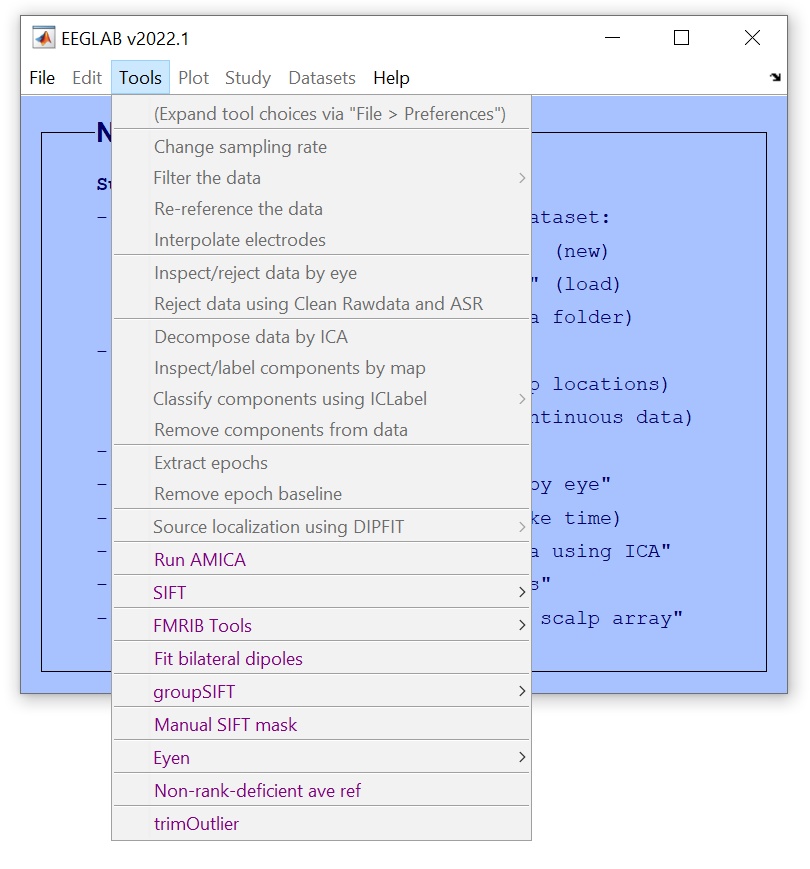 EEGLAB v2022.1
File Edit Tools Plot Study Datasets Help
(Expand tool choices via "File > Preferences")
Change sampling rate
Filter the data
Re-reference the data
Interpolate electrodes
Inspect/reject data by eye
Reject data using Clean Rawdata and ASR
Decompose data by ICA
Inspect/label components by map
Classify components using ICLabel
Remove components from data
Extract epochs
Remove epoch baseline
Source localization using DIPFIT
Run AMICA
SIFT
FMRIB Tools
Fit bilateral dipoles
groupSIFT
Manual SIFT mask
Eyen
Non-rank-deficient ave ref
trimOutlier
ataset:
(new)
" (load)
a folder)
p locations)
ntinuous data)
by eye"
ke time)
a using ICA"
s"
scalp array"